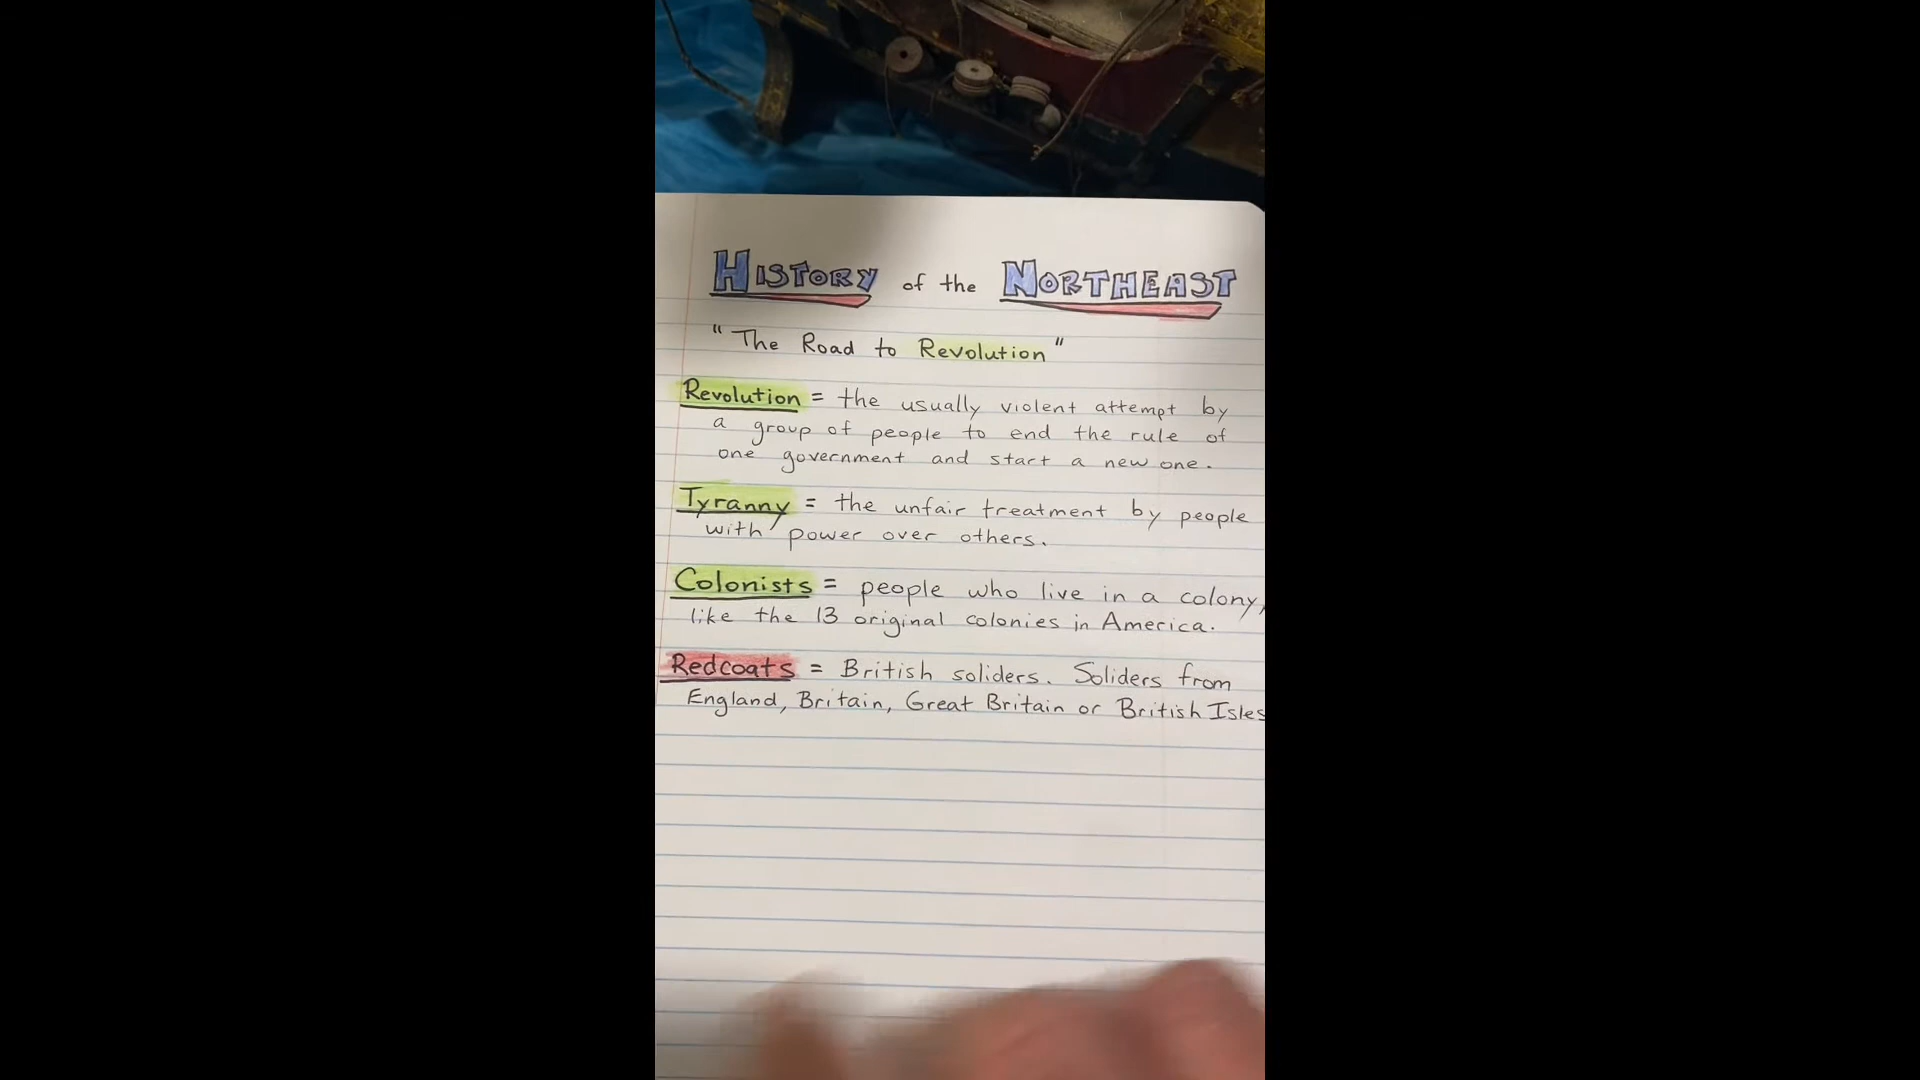 HISTORY of the NORTHEAST
"The Road to Revolution"
Revolution = the usually violent attempt by
a group of people to end the rule of
one government and start a new one.
Tyranny = the unfair treatment by people
with power over others.
Colonists = people who live in a colony,
like the 13 original colonies in America.
Redcoats = British soliders. Soliders from
England, Britain, Great Britain or British Isles